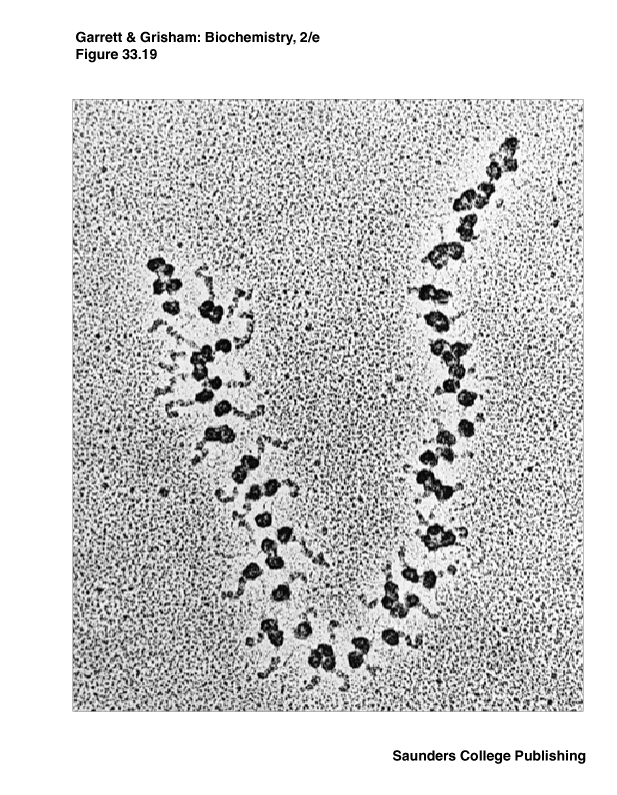 Garrett & Grisham: Biochemistry, 2/e
Figure 33.19
Saunders College Publishing